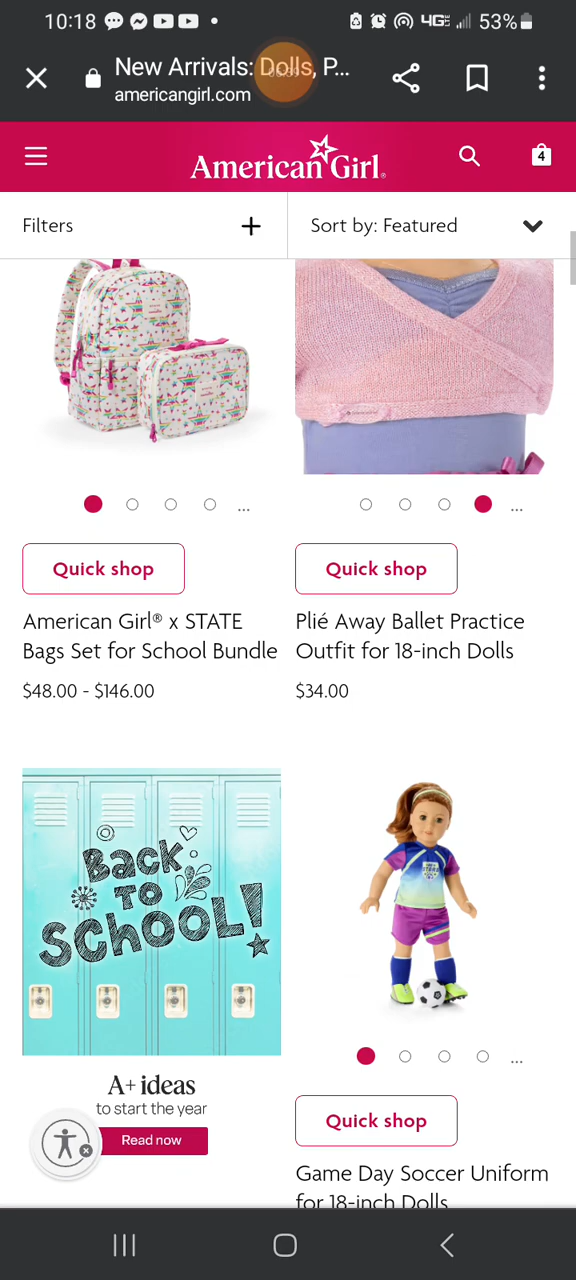 10:18
4G
53%
New Arrivals: Dolls, P...
americangirl.com
American Girl®
4
Filters +
Sort by: Featured
Quick shop
Quick shop
American Girl® x STATE
Bags Set for School Bundle
$48.00 - $146.00
Plié Away Ballet Practice
Outfit for 18-inch Dolls
$34.00
Back
TO
SCHOOL!
A+ ideas
to start the year
Read now
Quick shop
Game Day Soccer Uniform
for 18-inch Dolls